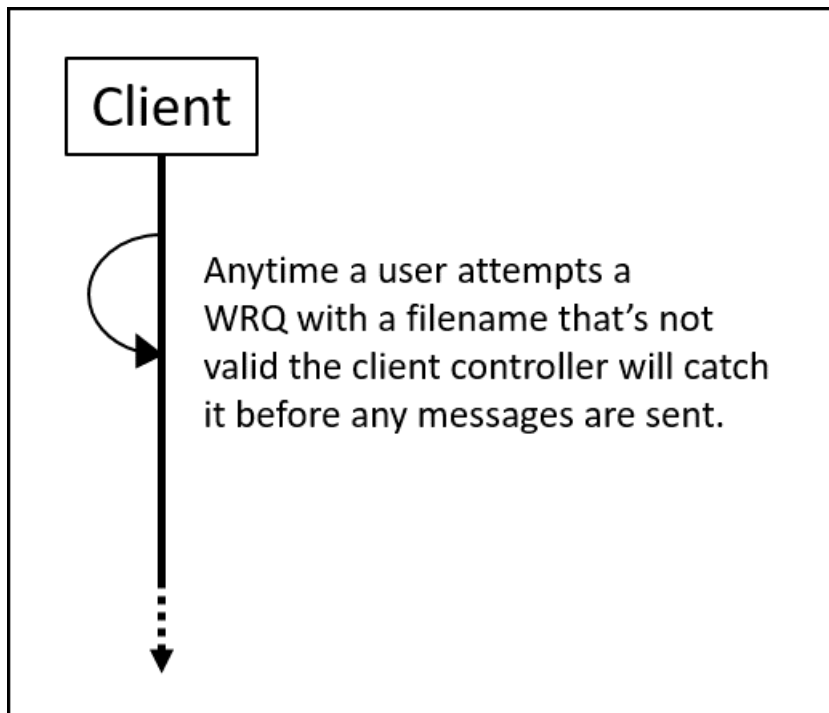 Client
Anytime a user attempts a
WRQ with a filename that’s not
valid the client controller will catch
it before any messages are sent.